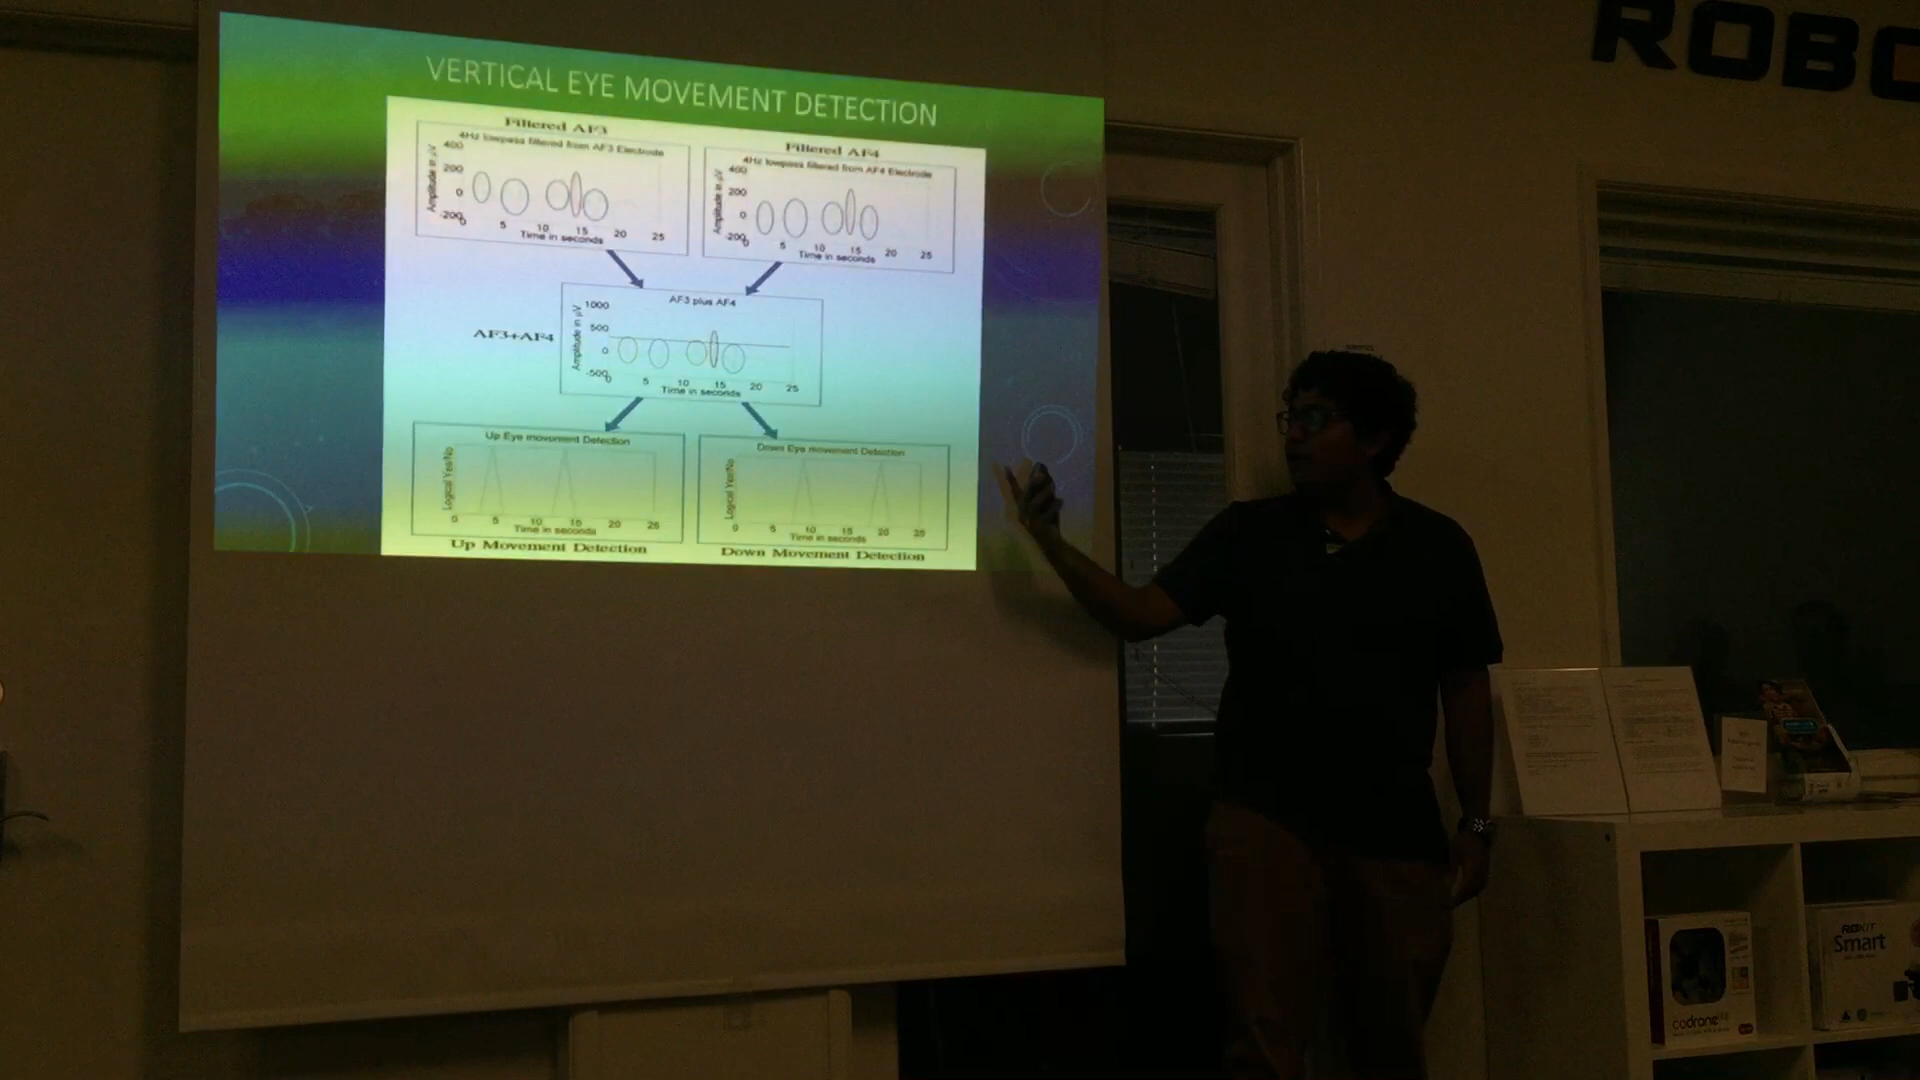 ROBO
VERTICAL EYE MOVEMENT DETECTION
Filtered AF3
4Hz lowpass filtered from AF3 Electrode
Amplitude in μV
400
200
0
-200
0 5 10 15 20 25
Time in seconds
Filtered AF4
4Hz lowpass filtered from AF4 Electrode
Amplitude in μV
400
200
0
-200
0 5 10 15 20 25
Time in seconds
AF3+AF4
AF3 plus AF4
Amplitude in μV
1000
500
0
-500
0 5 10 15 20 25
Time in seconds
Up Eye movement Detection
Logical Yes/No
0 5 10 15 20 25
Time in seconds
Up Movement Detection
Down Eye movement Detection
Logical Yes/No
0 5 10 15 20 25
Time in seconds
Down Movement Detection
codrone
ROKIT
Smart